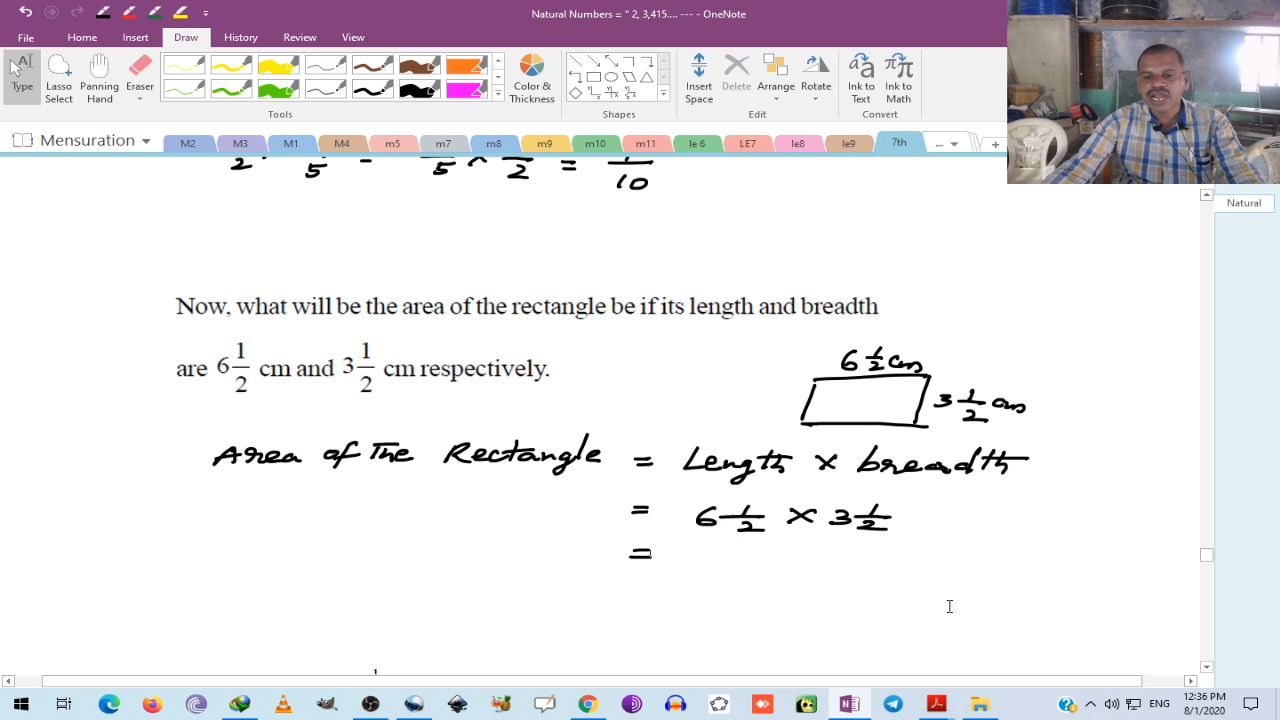 Natural Numbers = " 2, 3,415.... --- - OneNote
File Home Insert Draw History Review View
Type Lasso Select Panning Hand Eraser Color & Thickness Insert Space Delete Arrange Rotate Ink to Text Ink to Math
Tools Shapes Edit Convert
Mensuration M2 M3 M1 M4 m5 m7 m8 m9 m10 m11 le 6 LE7 le8 le9 7th ...
Natural
2 5 = 5 × 2 = 10
Now, what will be the area of the rectangle be if its length and breadth
are 6 1/2 cm and 3 1/2 cm respectively.
6 1/2 cm
3 1/2 cm
Area of The Rectangle = Length × breadth
= 6 1/2 × 3 1/2
=
12:36 PM
ENG
8/1/2020